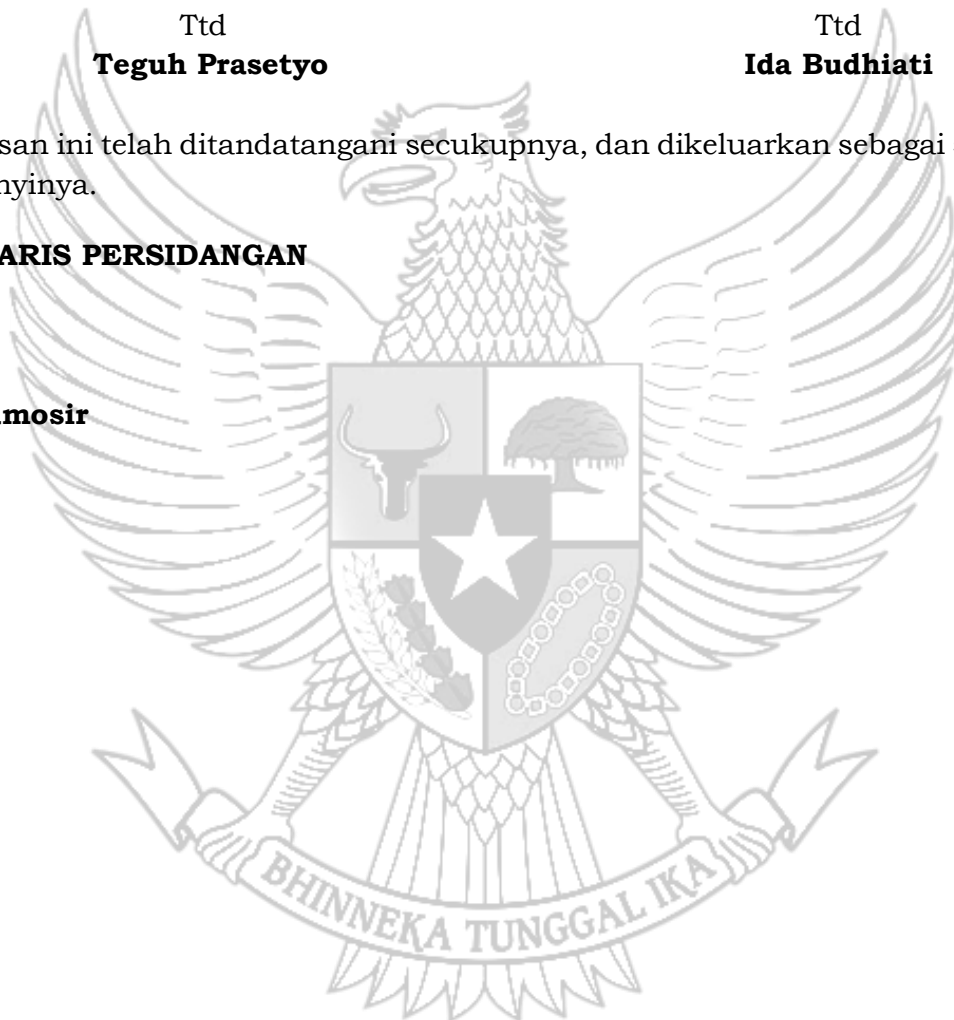 Ttd Ttd
Teguh Prasetyo Ida Budhiati
san ini telah ditandatangani secukupnya, dan dikeluarkan sebagai
nyinya.
ARIS PERSIDANGAN
mosir
BHINNEKA TUNGGAL IKA